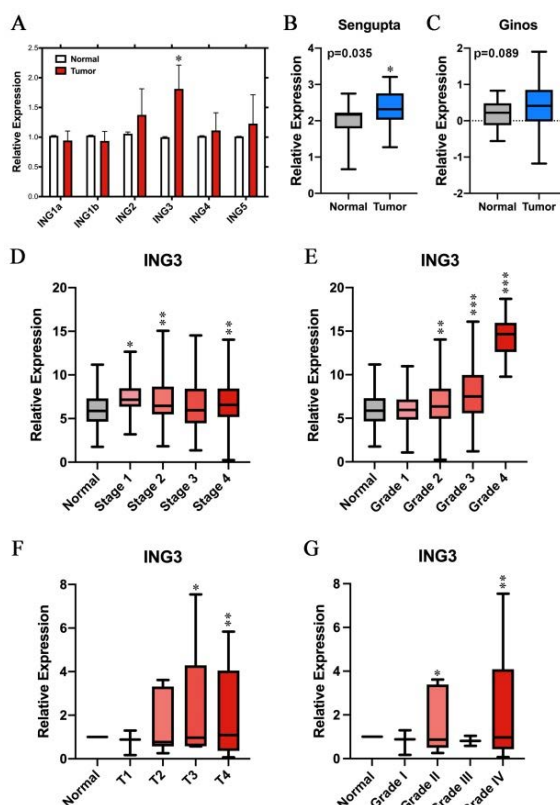 A
Relative Expression
2.5
2.0
1.5
1.0
0.5
0.0
Normal
Tumor
*
ING1a
ING1b
ING2
ING3
ING4
ING5
B
Sengupta
p=0.035
Relative Expression
4
3
2
1
0
*
Normal Tumor
C
Ginos
p=0.089
Relative Expression
2
1
0
-1
-2
Normal Tumor
D
ING3
Relative Expression
20
15
10
5
0
*
**
**
Normal
Stage 1
Stage 2
Stage 3
Stage 4
E
ING3
Relative Expression
20
15
10
5
0
**
***
***
Normal
Grade 1
Grade 2
Grade 3
Grade 4
F
ING3
Relative Expression
8
6
4
2
0
*
**
Normal
T1
T2
T3
T4
G
ING3
Relative Expression
8
6
4
2
0
*
**
Normal
Grade I
Grade II
Grade III
Grade IV